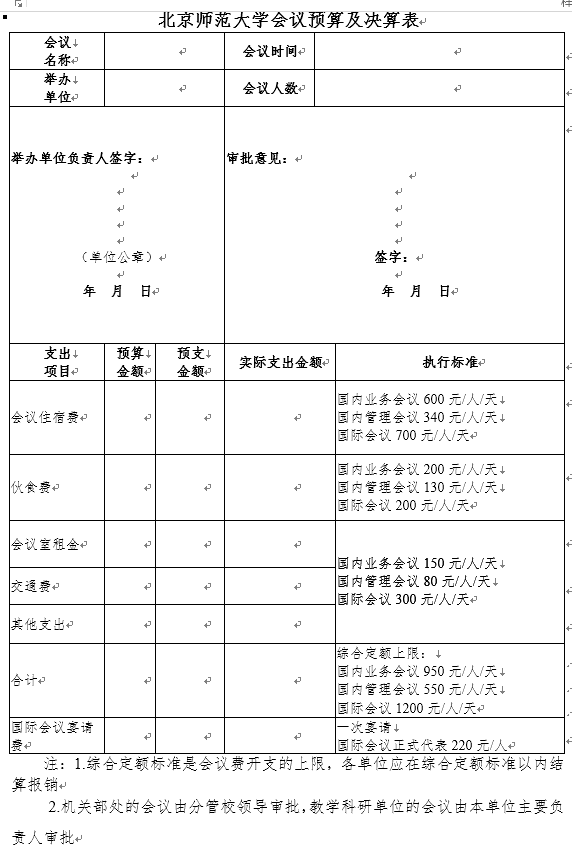 北京师范大学会议预算及决算表
会议
名称
会议时间
举办
单位
会议人数
举办单位负责人签字：
（单位公章）
年 月 日
审批意见：
签字：
年 月 日
支出
项目
预算
金额
预支
金额
实际支出金额
执行标准
会议住宿费
国内业务会议 600 元/人/天
国内管理会议 340 元/人/天
国际会议 700 元/人/天
伙食费
国内业务会议 200 元/人/天
国内管理会议 130 元/人/天
国际会议 200 元/人/天
会议室租金
交通费
其他支出
国内业务会议 150 元/人/天
国内管理会议 80 元/人/天
国际会议 300 元/人/天
合计
综合定额上限：
国内业务会议 950 元/人/天
国内管理会议 550 元/人/天
国际会议 1200 元/人/天
国际会议宴请
费
一次宴请
国际会议正式代表 220 元/人
注：1.综合定额标准是会议费开支的上限，各单位应在综合定额标准以内结
算报销
2.机关部处的会议由分管校领导审批,教学科研单位的会议由本单位主要负
责人审批